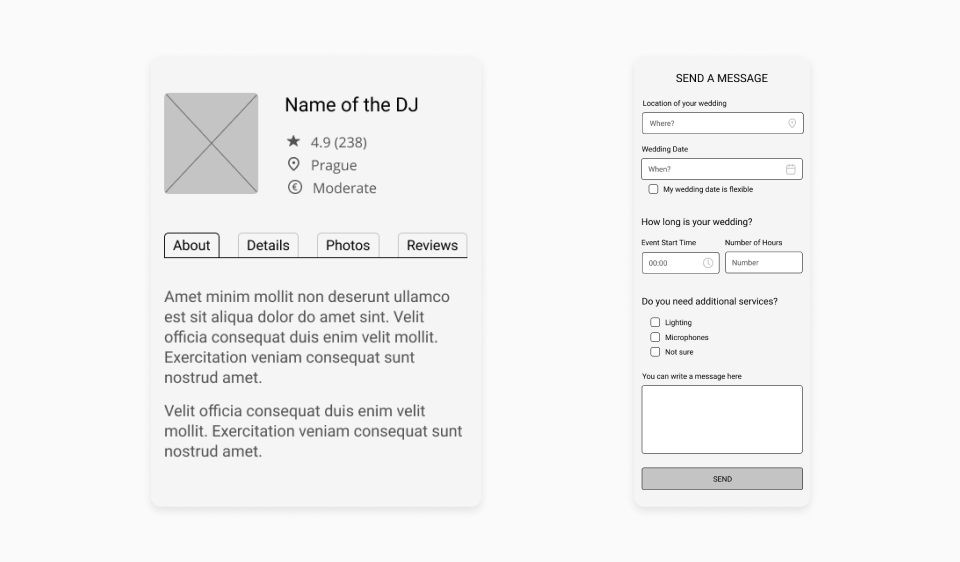 Name of the DJ
4.9 (238)
Prague
€ Moderate
About Details Photos Reviews
Amet minim mollit non deserunt ullamco
est sit aliqua dolor do amet sint. Velit
officia consequat duis enim velit mollit.
Exercitation veniam consequat sunt
nostrud amet.
Velit officia consequat duis enim velit
mollit. Exercitation veniam consequat sunt
nostrud amet.
SEND A MESSAGE
Location of your wedding
Where?
Wedding Date
When?
My wedding date is flexible
How long is your wedding?
Event Start Time Number of Hours
00:00 Number
Do you need additional services?
Lighting
Microphones
Not sure
You can write a message here
SEND